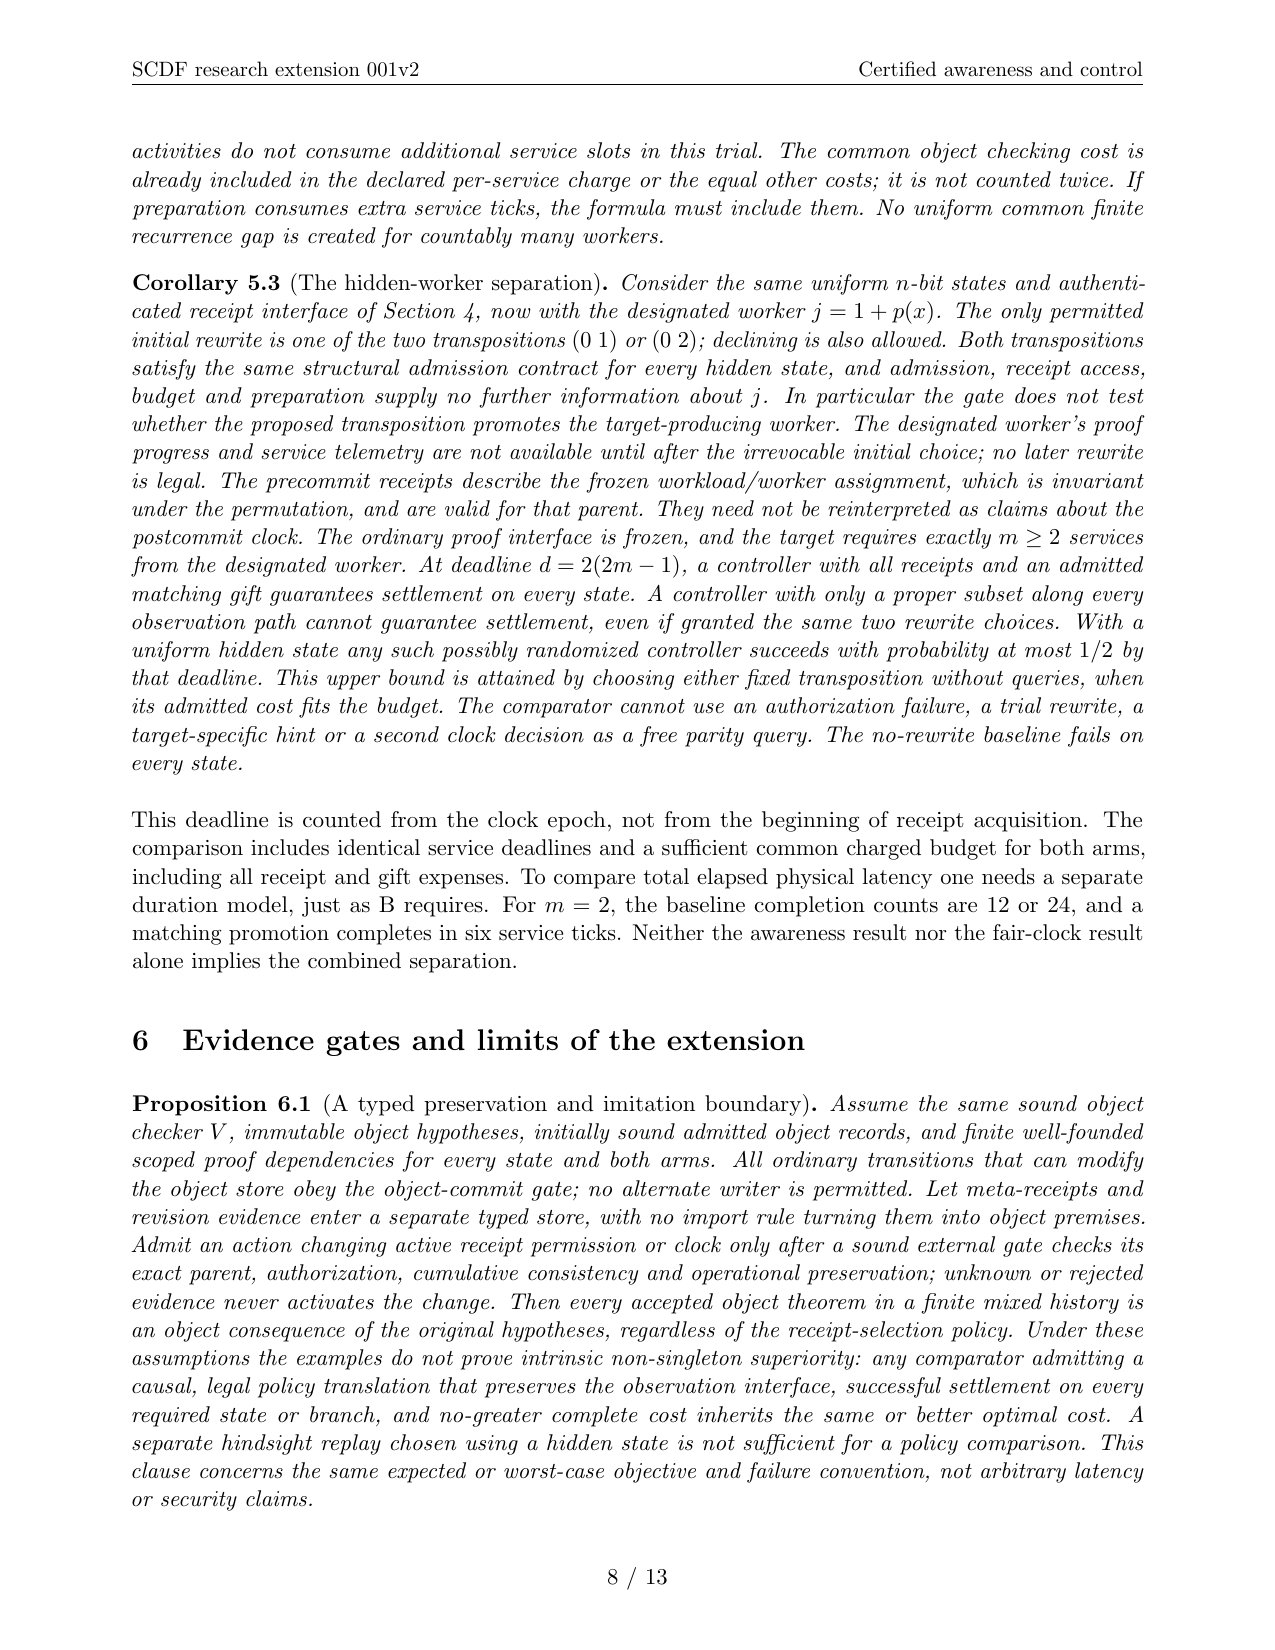 SCDF research extension 001v2 Certified awareness and control
activities do not consume additional service slots in this trial. The common object checking cost is
already included in the declared per-service charge or the equal other costs; it is not counted twice. If
preparation consumes extra service ticks, the formula must include them. No uniform common finite
recurrence gap is created for countably many workers.
Corollary 5.3 (The hidden-worker separation). Consider the same uniform n-bit states and authenti-
cated receipt interface of Section 4, now with the designated worker j = 1 + p(x). The only permitted
initial rewrite is one of the two transpositions (0 1) or (0 2); declining is also allowed. Both transpositions
satisfy the same structural admission contract for every hidden state, and admission, receipt access,
budget and preparation supply no further information about j. In particular the gate does not test
whether the proposed transposition promotes the target-producing worker. The designated worker's proof
progress and service telemetry are not available until after the irrevocable initial choice; no later rewrite
is legal. The precommit receipts describe the frozen workload/worker assignment, which is invariant
under the permutation, and are valid for that parent. They need not be reinterpreted as claims about the
postcommit clock. The ordinary proof interface is frozen, and the target requires exactly m ≥ 2 services
from the designated worker. At deadline d = 2(2m − 1), a controller with all receipts and an admitted
matching gift guarantees settlement on every state. A controller with only a proper subset along every
observation path cannot guarantee settlement, even if granted the same two rewrite choices. With a
uniform hidden state any such possibly randomized controller succeeds with probability at most 1/2 by
that deadline. This upper bound is attained by choosing either fixed transposition without queries, when
its admitted cost fits the budget. The comparator cannot use an authorization failure, a trial rewrite, a
target-specific hint or a second clock decision as a free parity query. The no-rewrite baseline fails on
every state.
This deadline is counted from the clock epoch, not from the beginning of receipt acquisition. The
comparison includes identical service deadlines and a sufficient common charged budget for both arms,
including all receipt and gift expenses. To compare total elapsed physical latency one needs a separate
duration model, just as B requires. For m = 2, the baseline completion counts are 12 or 24, and a
matching promotion completes in six service ticks. Neither the awareness result nor the fair-clock result
alone implies the combined separation.
6 Evidence gates and limits of the extension
Proposition 6.1 (A typed preservation and imitation boundary). Assume the same sound object
checker V, immutable object hypotheses, initially sound admitted object records, and finite well-founded
scoped proof dependencies for every state and both arms. All ordinary transitions that can modify
the object store obey the object-commit gate; no alternate writer is permitted. Let meta-receipts and
revision evidence enter a separate typed store, with no import rule turning them into object premises.
Admit an action changing active receipt permission or clock only after a sound external gate checks its
exact parent, authorization, cumulative consistency and operational preservation; unknown or rejected
evidence never activates the change. Then every accepted object theorem in a finite mixed history is
an object consequence of the original hypotheses, regardless of the receipt-selection policy. Under these
assumptions the examples do not prove intrinsic non-singleton superiority: any comparator admitting a
causal, legal policy translation that preserves the observation interface, successful settlement on every
required state or branch, and no-greater complete cost inherits the same or better optimal cost. A
separate hindsight replay chosen using a hidden state is not sufficient for a policy comparison. This
clause concerns the same expected or worst-case objective and failure convention, not arbitrary latency
or security claims.
8 / 13